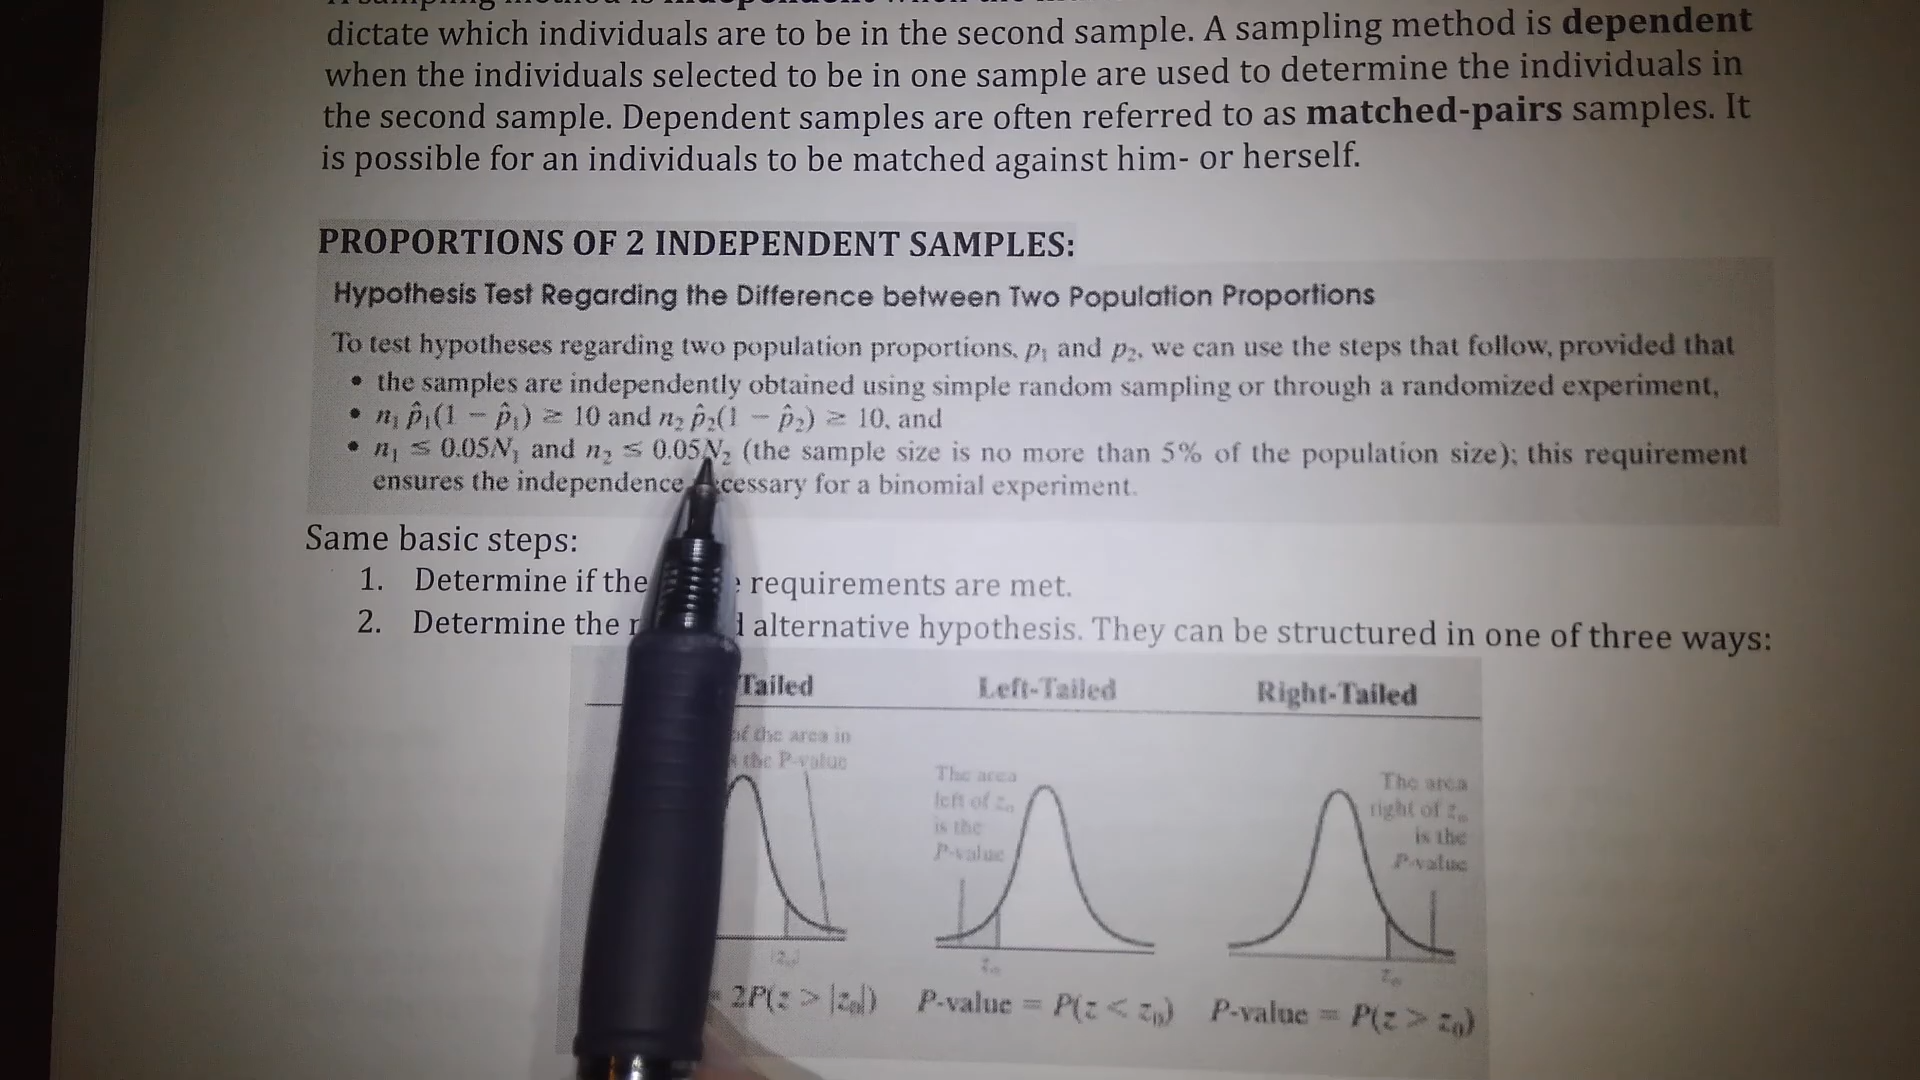 dictate which individuals are to be in the second sample. A sampling method is dependent
when the individuals selected to be in one sample are used to determine the individuals in
the second sample. Dependent samples are often referred to as matched-pairs samples. It
is possible for an individuals to be matched against him- or herself.
PROPORTIONS OF 2 INDEPENDENT SAMPLES:
Hypothesis Test Regarding the Difference between Two Population Proportions
To test hypotheses regarding two population proportions, p₁ and p₂, we can use the steps that follow, provided that
• the samples are independently obtained using simple random sampling or through a randomized experiment,
• n₁ p̂₁(1 − p̂₁) ≥ 10 and n₂ p̂₂(1 − p̂₂) ≥ 10, and
• n₁ ≤ 0.05N₁ and n₂ ≤ 0.05N₂ (the sample size is no more than 5% of the population size); this requirement
ensures the independence cessary for a binomial experiment.
Same basic steps:
1. Determine if the requirements are met.
2. Determine the alternative hypothesis. They can be structured in one of three ways:
Tailed Left-Tailed Right-Tailed
of the area in
the P-value
The area
left of z₀
is the
P-value
The area
right of z₀
is the
P-value
|z₀| z₀ z₀
= 2P(z > |z₀|) P-value = P(z < z₀) P-value = P(z > z₀)